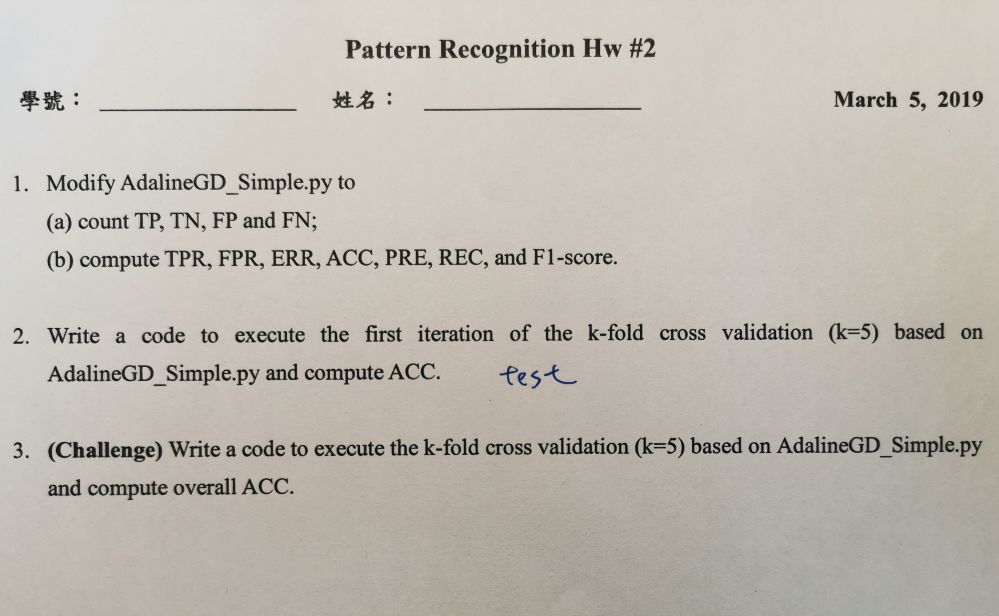 Pattern Recognition Hw #2
學號： 姓名： March 5, 2019
1. Modify AdalineGD_Simple.py to
(a) count TP, TN, FP and FN;
(b) compute TPR, FPR, ERR, ACC, PRE, REC, and F1-score.
2. Write a code to execute the first iteration of the k-fold cross validation (k=5) based on
AdalineGD_Simple.py and compute ACC. test
3. (Challenge) Write a code to execute the k-fold cross validation (k=5) based on AdalineGD_Simple.py
and compute overall ACC.